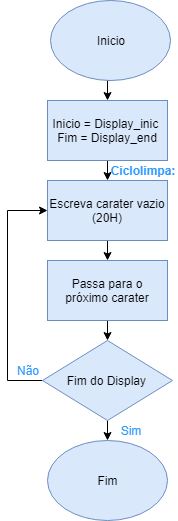 Inicio
Inicio = Display_inic
Fim = Display_end
Ciclolimpa:
Escreva carater vazio
(20H)
Passa para o
próximo carater
Fim do Display
Não
Sim
Fim